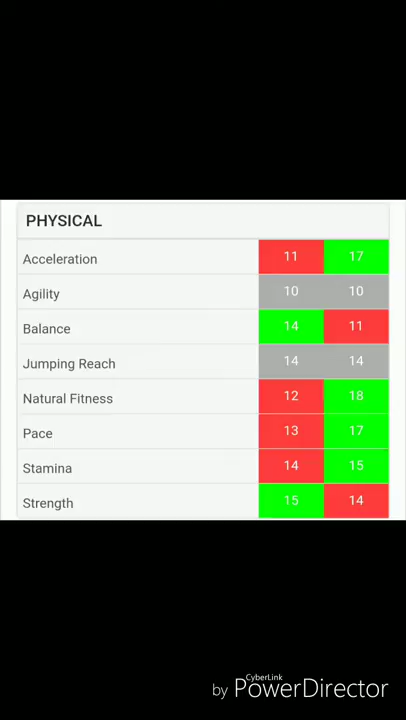 PHYSICAL
Acceleration 11 17
Agility 10 10
Balance 14 11
Jumping Reach 14 14
Natural Fitness 12 18
Pace 13 17
Stamina 14 15
Strength 15 14
CyberLink
by PowerDirector